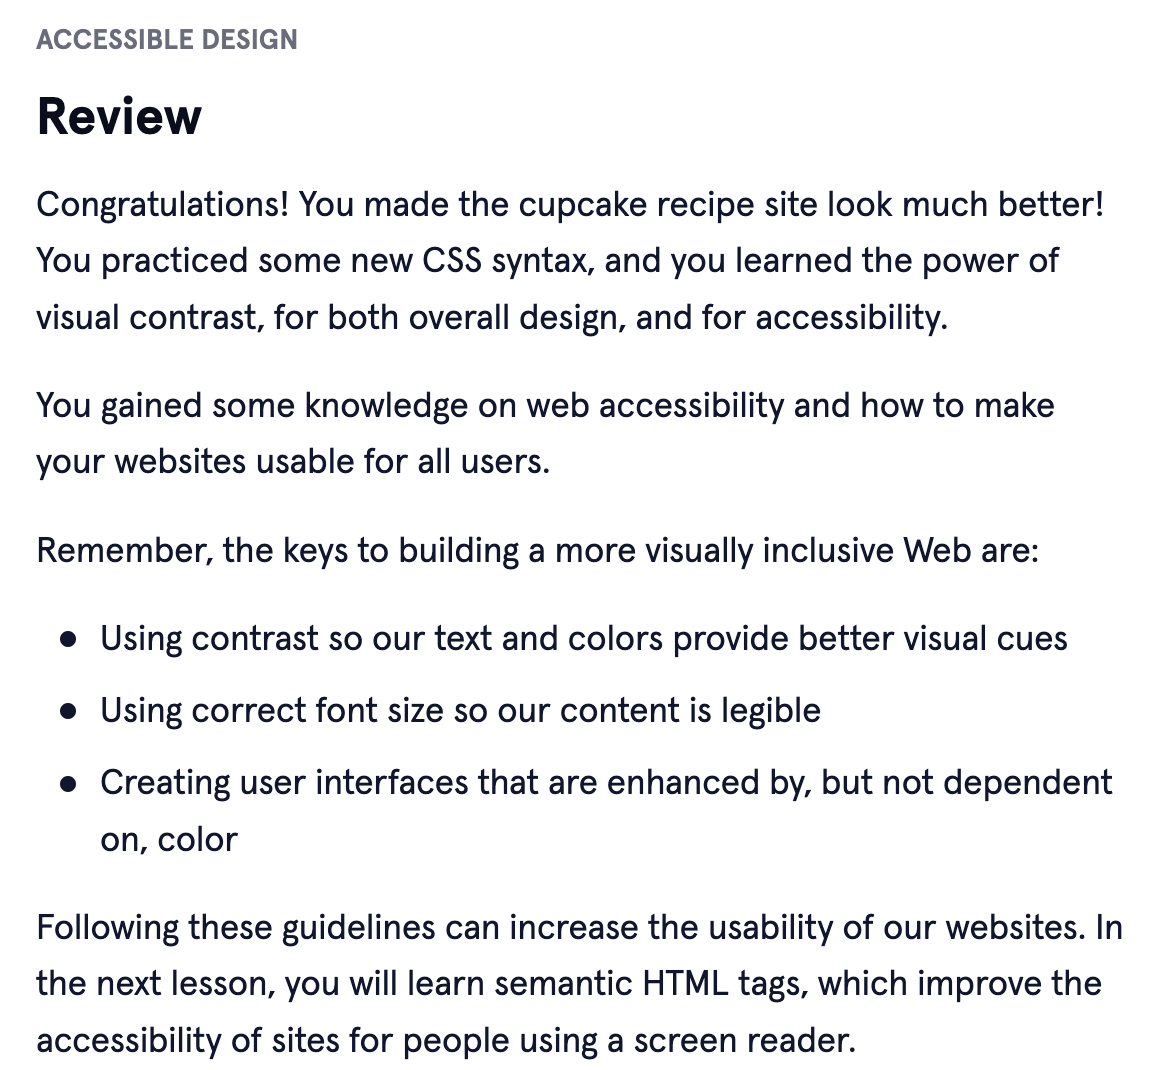 ACCESSIBLE DESIGN
Review
Congratulations! You made the cupcake recipe site look much better!
You practiced some new CSS syntax, and you learned the power of
visual contrast, for both overall design, and for accessibility.
You gained some knowledge on web accessibility and how to make
your websites usable for all users.
Remember, the keys to building a more visually inclusive Web are:
● Using contrast so our text and colors provide better visual cues
● Using correct font size so our content is legible
● Creating user interfaces that are enhanced by, but not dependent
on, color
Following these guidelines can increase the usability of our websites. In
the next lesson, you will learn semantic HTML tags, which improve the
accessibility of sites for people using a screen reader.